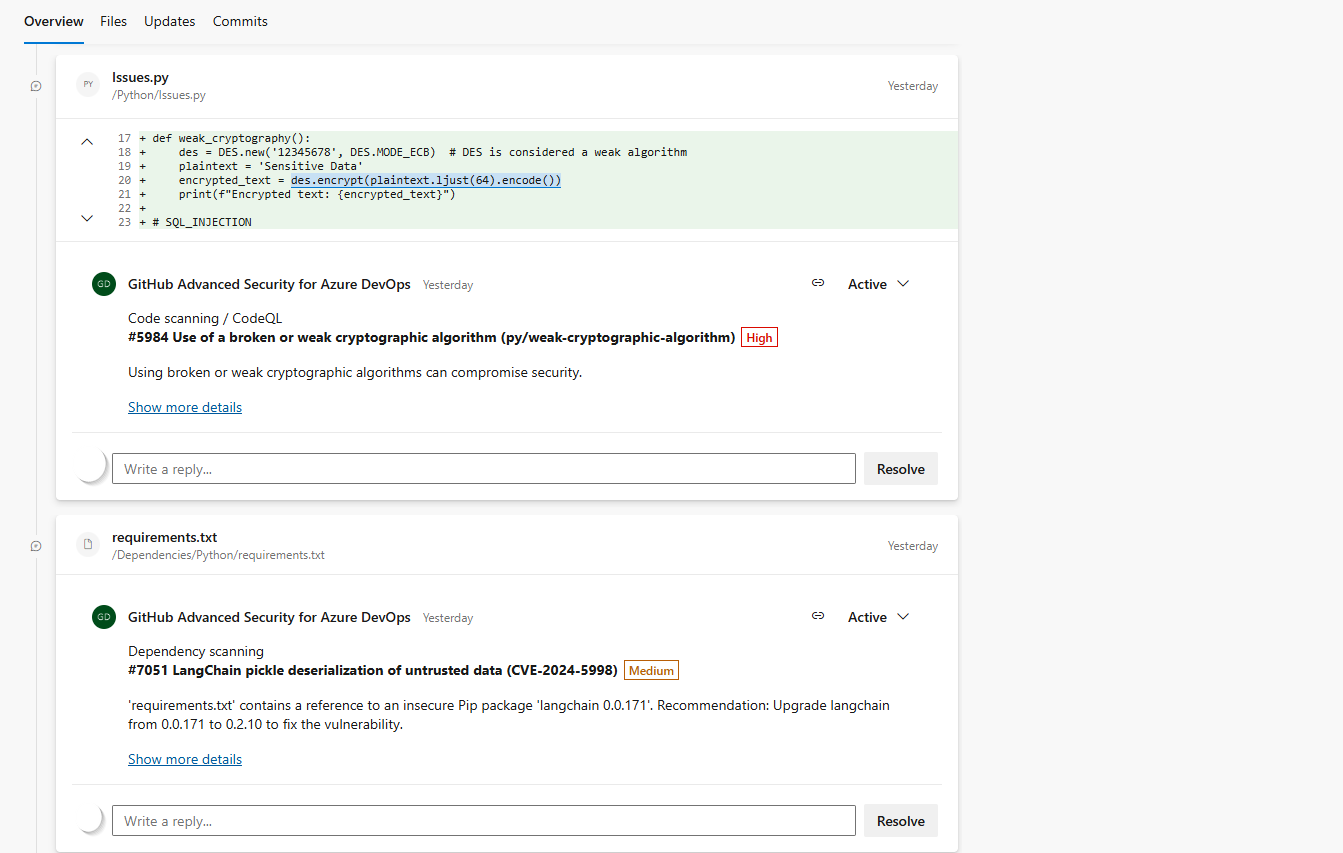 Overview Files Updates Commits
PY
Issues.py
/Python/Issues.py
Yesterday
17 + def weak_cryptography():
18 +     des = DES.new('12345678', DES.MODE_ECB)  # DES is considered a weak algorithm
19 +     plaintext = 'Sensitive Data'
20 +     encrypted_text = des.encrypt(plaintext.ljust(64).encode())
21 +     print(f"Encrypted text: {encrypted_text}")
22 +
23 + # SQL_INJECTION
GD GitHub Advanced Security for Azure DevOps Yesterday Active
Code scanning / CodeQL
#5984 Use of a broken or weak cryptographic algorithm (py/weak-cryptographic-algorithm) High
Using broken or weak cryptographic algorithms can compromise security.
Show more details
Write a reply... Resolve
requirements.txt
/Dependencies/Python/requirements.txt
Yesterday
GD GitHub Advanced Security for Azure DevOps Yesterday Active
Dependency scanning
#7051 LangChain pickle deserialization of untrusted data (CVE-2024-5998) Medium
'requirements.txt' contains a reference to an insecure Pip package 'langchain 0.0.171'. Recommendation: Upgrade langchain
from 0.0.171 to 0.2.10 to fix the vulnerability.
Show more details
Write a reply... Resolve